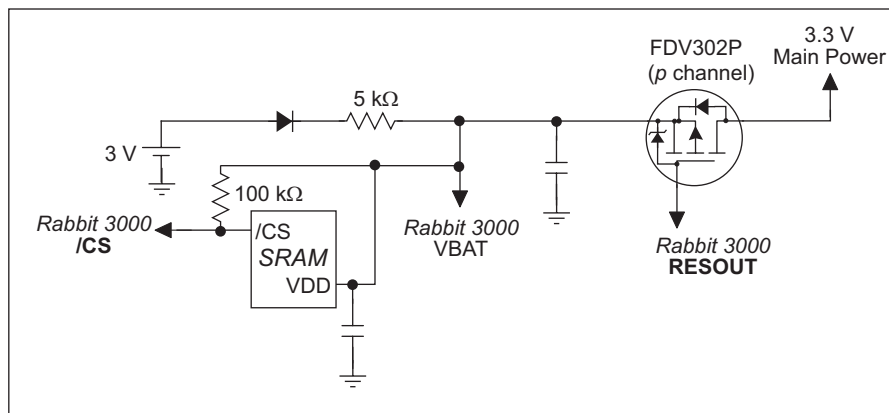 3.3 V
Main Power
FDV302P
(p channel)
5 kΩ
3 V
100 kΩ
Rabbit 3000
/CS
/CS
SRAM
VDD
Rabbit 3000
VBAT
Rabbit 3000
RESOUT